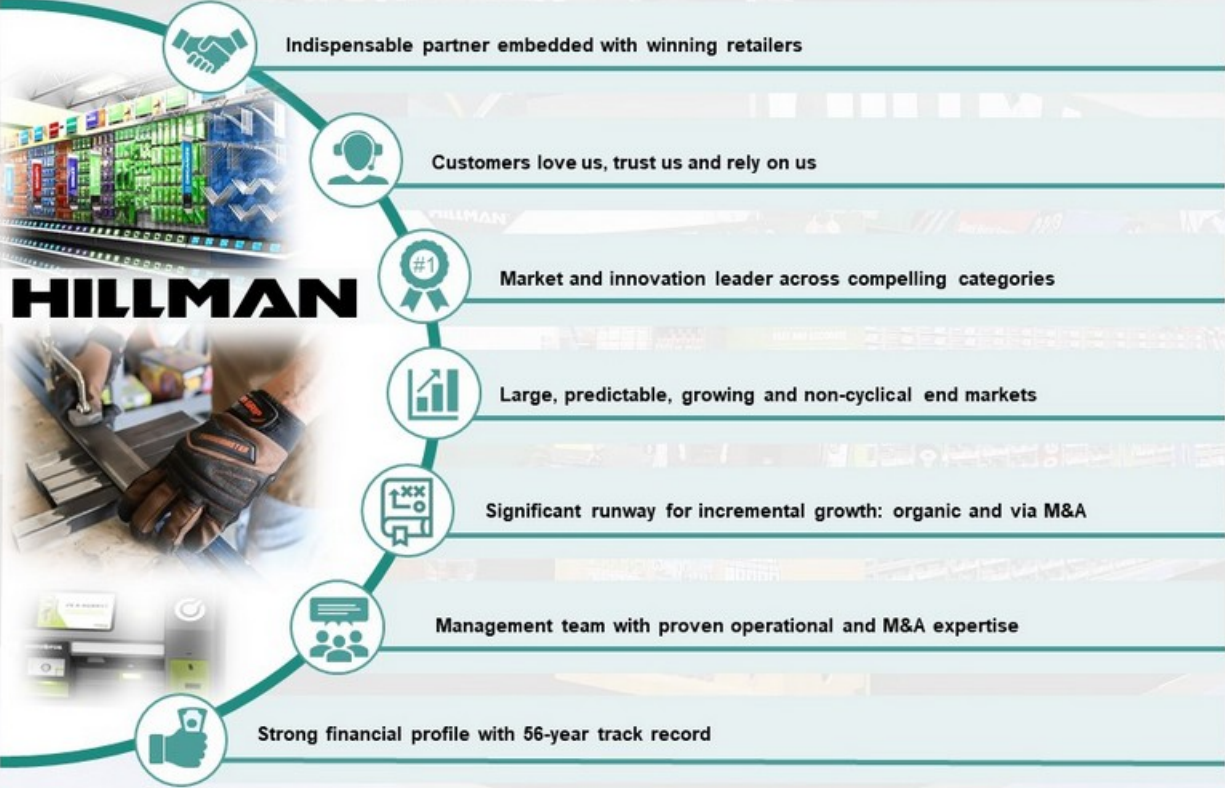 Indispensable partner embedded with winning retailers
Customers love us, trust us and rely on us
HILLMAN
#1
Market and innovation leader across compelling categories
HILLMAN
Large, predictable, growing and non-cyclical end markets
Significant runway for incremental growth: organic and via M&A
Management team with proven operational and M&A expertise
Strong financial profile with 56-year track record